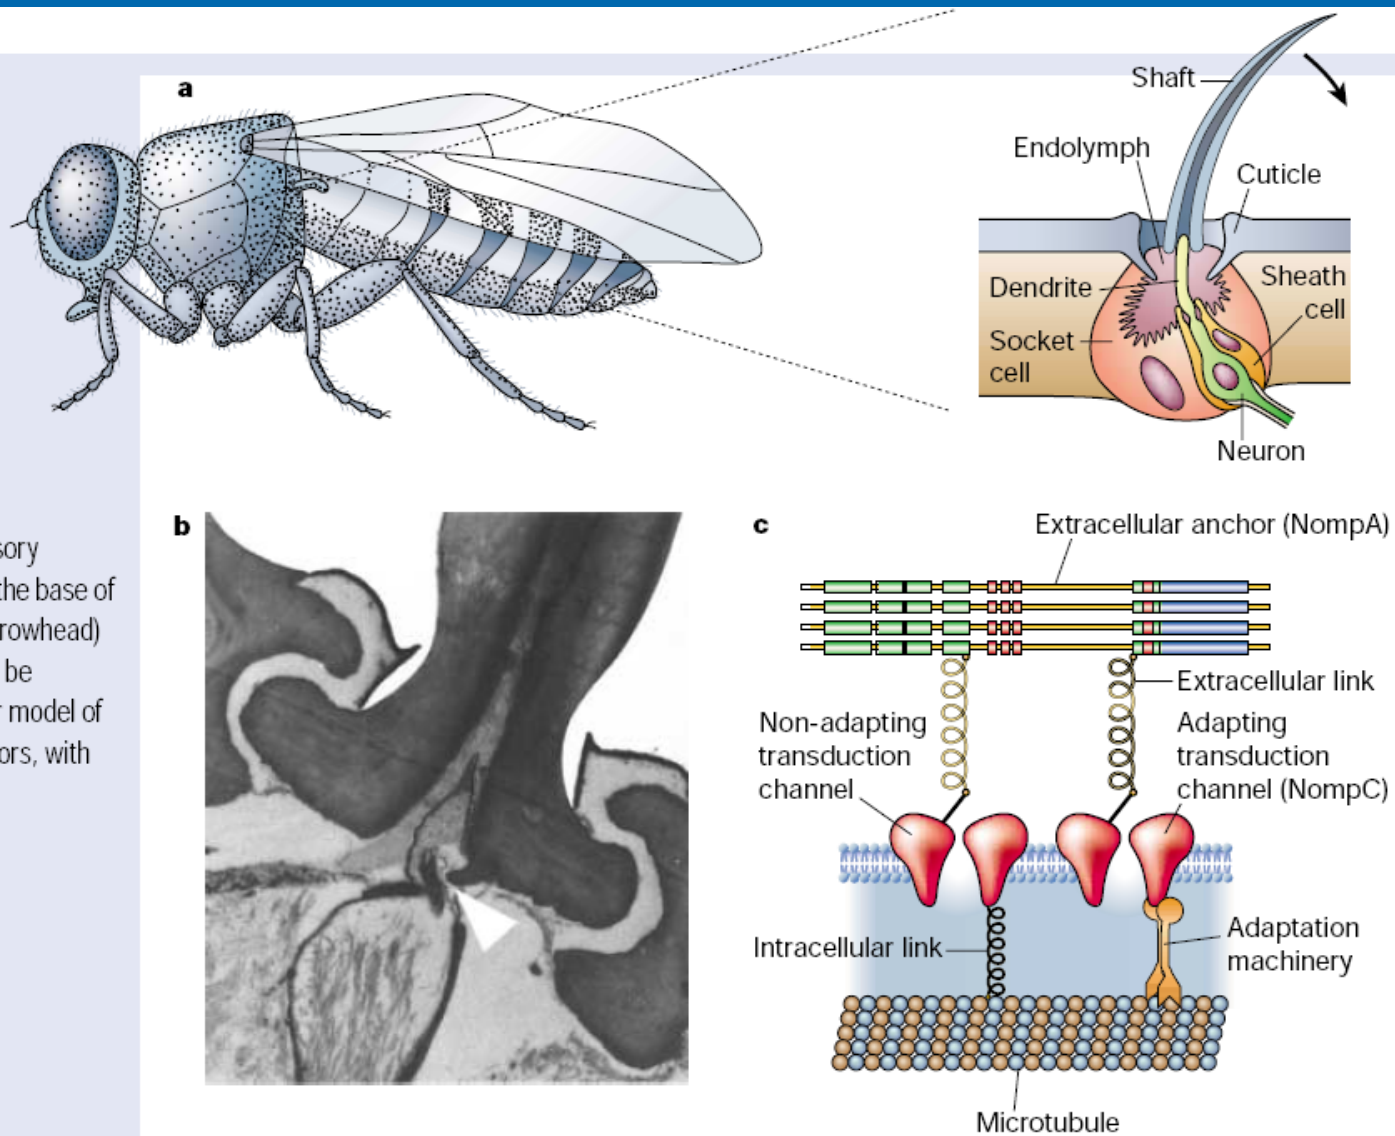 a
Shaft
Endolymph
Cuticle
Dendrite
Sheath
cell
Socket
cell
Neuron
sory
the base of
rowhead)
be
r model of
ors, with
b
c
Extracellular anchor (NompA)
Extracellular link
Non-adapting
transduction
channel
Adapting
transduction
channel (NompC)
Intracellular link
Adaptation
machinery
Microtubule